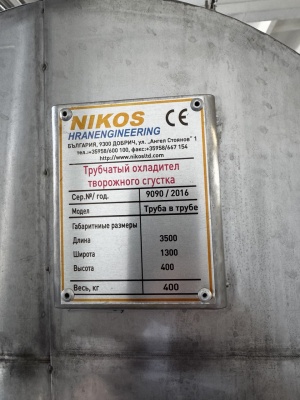 NIKOS CE
HRANENGINEERING
БЪЛГАРИЯ, 9300 ДОБРИЧ, ул. „Ангел Стоянов" 1
тел.:+35958/600 100, факс:+35958/667 154
http://www.nikosltd.com
Трубчатый охладител
творожного сгустка
Сер.№/ год. 9090 / 2016
Модел Труба в трубе
Габаритные размеры
Длина 3500
Широта 1300
Высота 400
Весь, кг 400